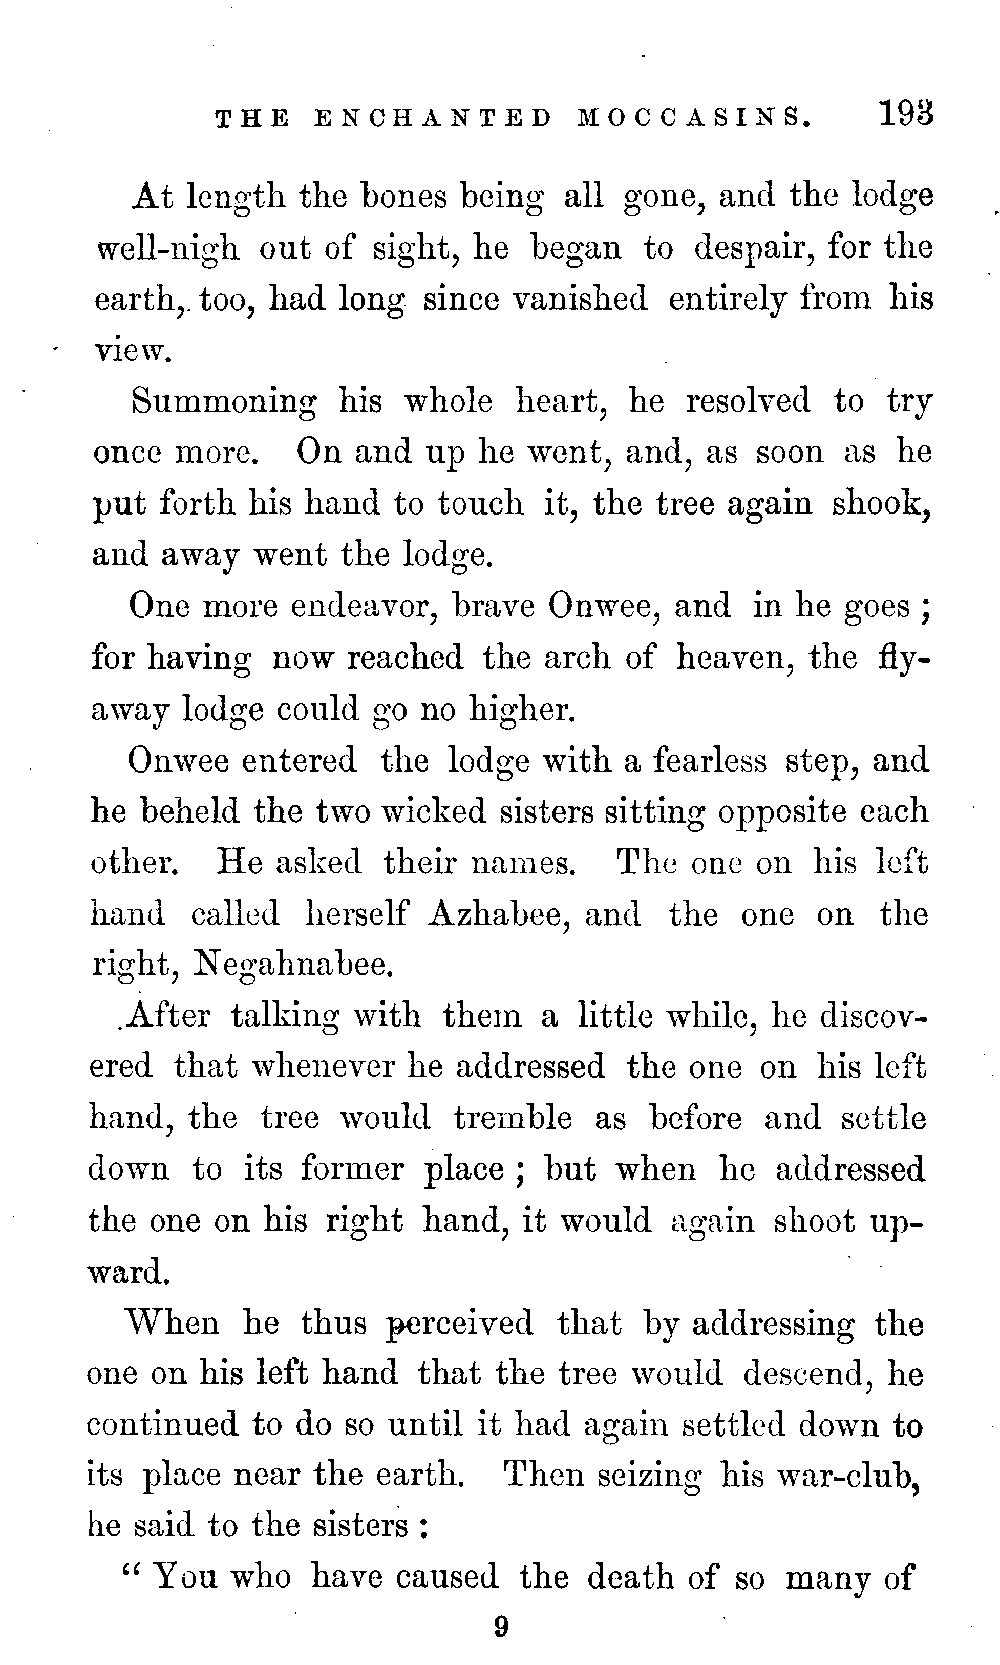 THE ENCHANTED MOCCASINS. 193
At length the bones being all gone, and the lodge
well-nigh out of sight, he began to despair, for the
earth, too, had long since vanished entirely from his
view.
Summoning his whole heart, he resolved to try
once more. On and up he went, and, as soon as he
put forth his hand to touch it, the tree again shook,
and away went the lodge.
One more endeavor, brave Onwee, and in he goes ;
for having now reached the arch of heaven, the fly-
away lodge could go no higher.
Onwee entered the lodge with a fearless step, and
he beheld the two wicked sisters sitting opposite each
other. He asked their names. The one on his left
hand called herself Azhabee, and the one on the
right, Negahnabee.
After talking with them a little while, he discov-
ered that whenever he addressed the one on his left
hand, the tree would tremble as before and settle
down to its former place ; but when he addressed
the one on his right hand, it would again shoot up-
ward.
When he thus perceived that by addressing the
one on his left hand that the tree would descend, he
continued to do so until it had again settled down to
its place near the earth. Then seizing his war-club,
he said to the sisters :
" You who have caused the death of so many of
9